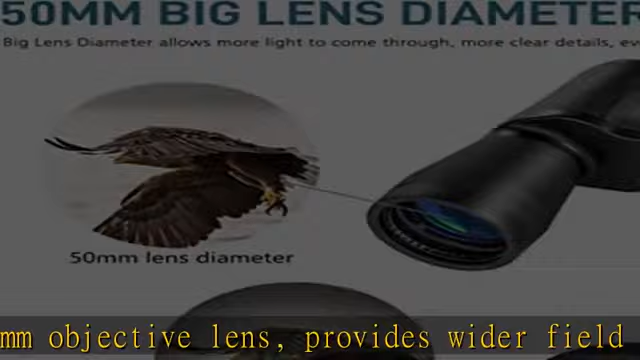 50MM BIG LENS DIAMETER
Big Lens Diameter allows more light to come through, more clear details,
50mm lens diameter
mm objective lens, provides wider field